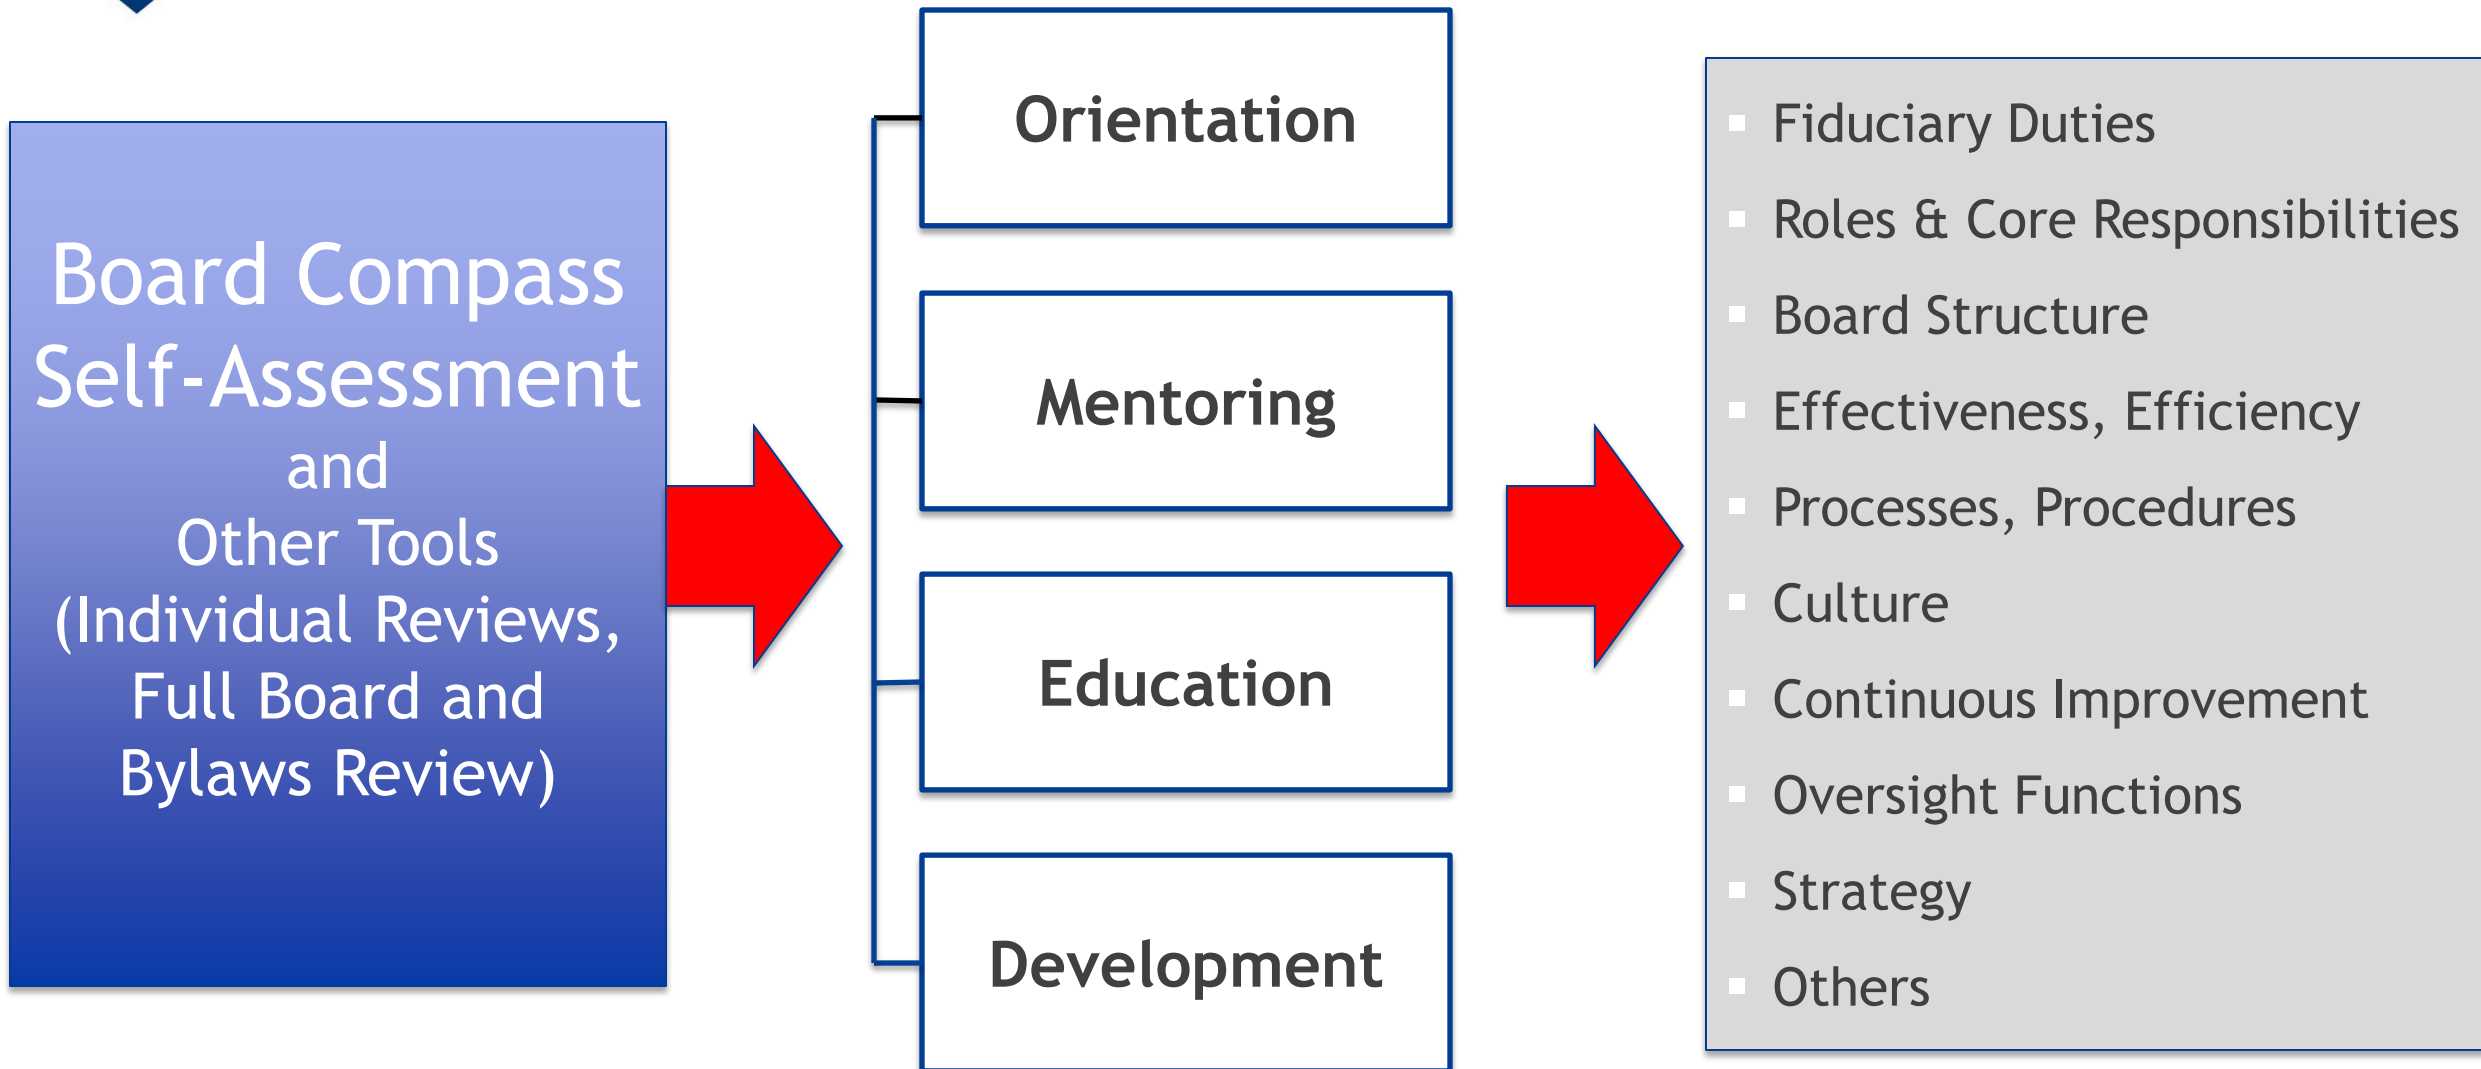 Board Compass
Self-Assessment
and
Other Tools
(Individual Reviews,
Full Board and
Bylaws Review)
Orientation
Mentoring
Education
Development
Fiduciary Duties
Roles & Core Responsibilities
Board Structure
Effectiveness, Efficiency
Processes, Procedures
Culture
Continuous Improvement
Oversight Functions
Strategy
Others